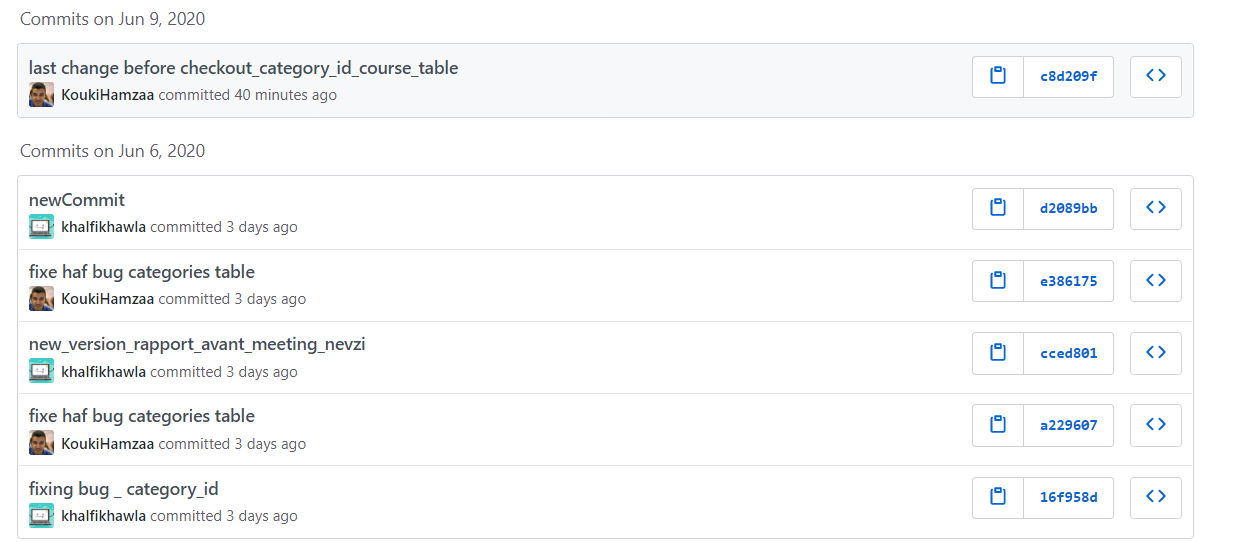 Commits on Jun 9, 2020
last change before checkout_category_id_course_table
KoukiHamzaa committed 40 minutes ago
c8d209f
Commits on Jun 6, 2020
newCommit
khalfikhawla committed 3 days ago
d2089bb
fixe haf bug categories table
KoukiHamzaa committed 3 days ago
e386175
new_version_rapport_avant_meeting_nevzi
khalfikhawla committed 3 days ago
cced801
fixe haf bug categories table
KoukiHamzaa committed 3 days ago
a229607
fixing bug _ category_id
khalfikhawla committed 3 days ago
16f958d